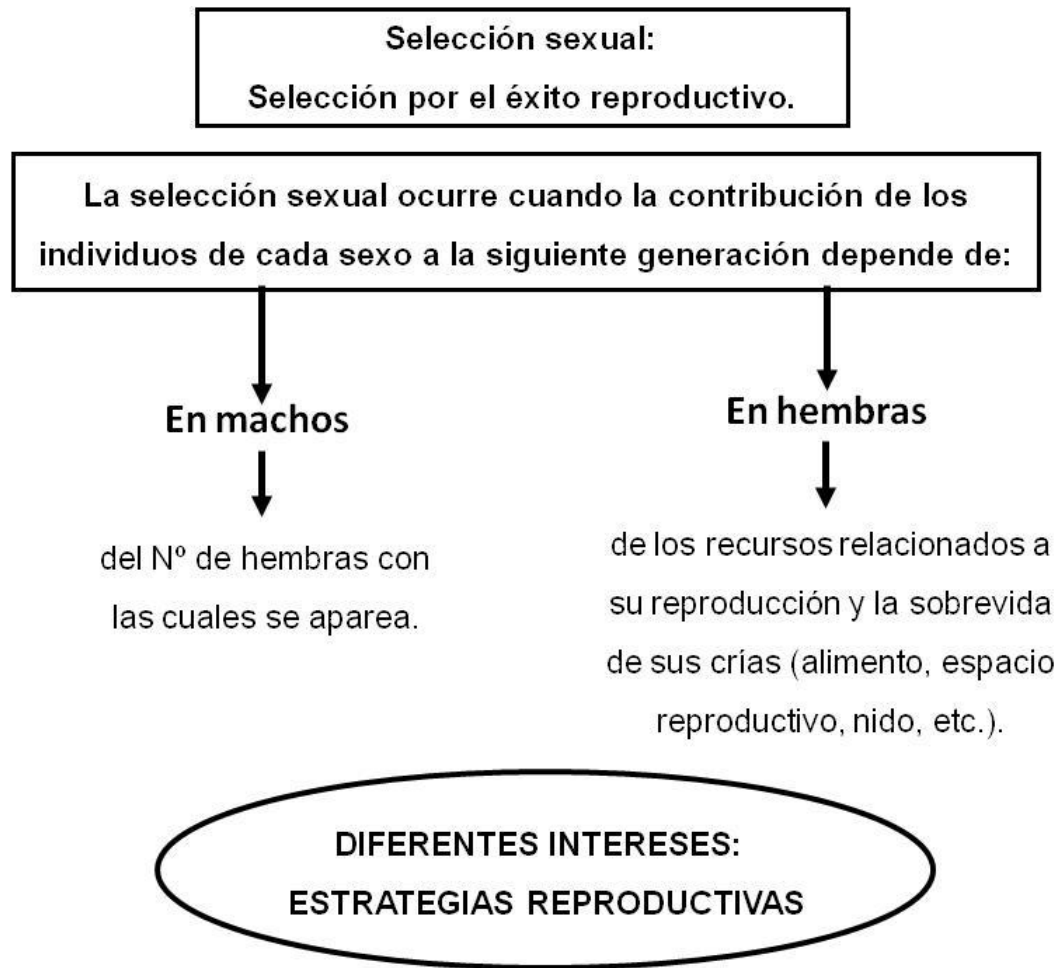 Selección sexual:
Selección por el éxito reproductivo.
La selección sexual ocurre cuando la contribución de los
individuos de cada sexo a la siguiente generación depende de:
En machos
En hembras
del Nº de hembras con
las cuales se aparea.
de los recursos relacionados a
su reproducción y la sobrevida
de sus crías (alimento, espacio
reproductivo, nido, etc.).
DIFERENTES INTERESES:
ESTRATEGIAS REPRODUCTIVAS